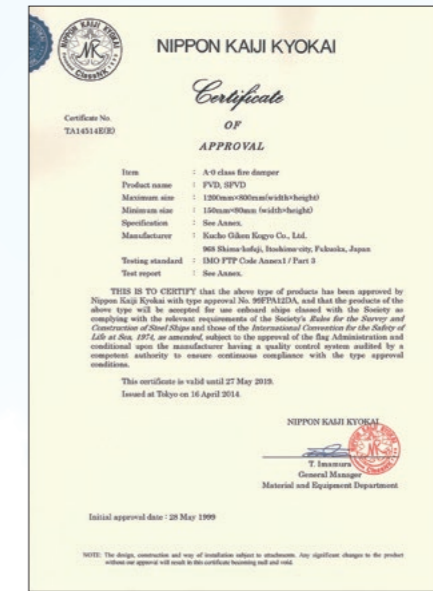 NIPPON KAIJI KYOKAI
NIPPON KAIJI KYOKAI
ClassNK
Certificate
Certificate No.
TA14514E(R)
OF
APPROVAL
Item : A-0 class fire damper
Product name : FVD, SFVD
Maximum size : 1200mm×800mm(width×height)
Minimum size : 150mm×80mm (width×height)
Specification : See Annex.
Manufacturer : Kucho Giken Kogyo Co., Ltd.
968 Shima-kofuji, Itoshima-city, Fukuoka, Japan
Testing standard : IMO FTP Code Annex1 / Part 3
Test report : See Annex.
THIS IS TO CERTIFY that the above type of products has been approved by
Nippon Kaiji Kyokai with type approval No. 99FPA12DA, and that the products of the
above type will be accepted for use onboard ships classed with the Society as
complying with the relevant requirements of the Society's Rules for the Survey and
Construction of Steel Ships and those of the International Convention for the Safety of
Life at Sea, 1974, as amended, subject to the approval of the flag Administration and
conditional upon the manufacturer having a quality control system audited by a
competent authority to ensure continuous compliance with the type approval
conditions.
This certificate is valid until 27 May 2019.
Issued at Tokyo on 16 April 2014
NIPPON KAIJI KYOKAI
T. Imamura
General Manager
Material and Equipment Department
Initial approval date : 28 May 1999
NOTE: The design, construction and way of installation subject to attachments. Any significant changes to the product
without our approval will result in this certificate becoming null and void.